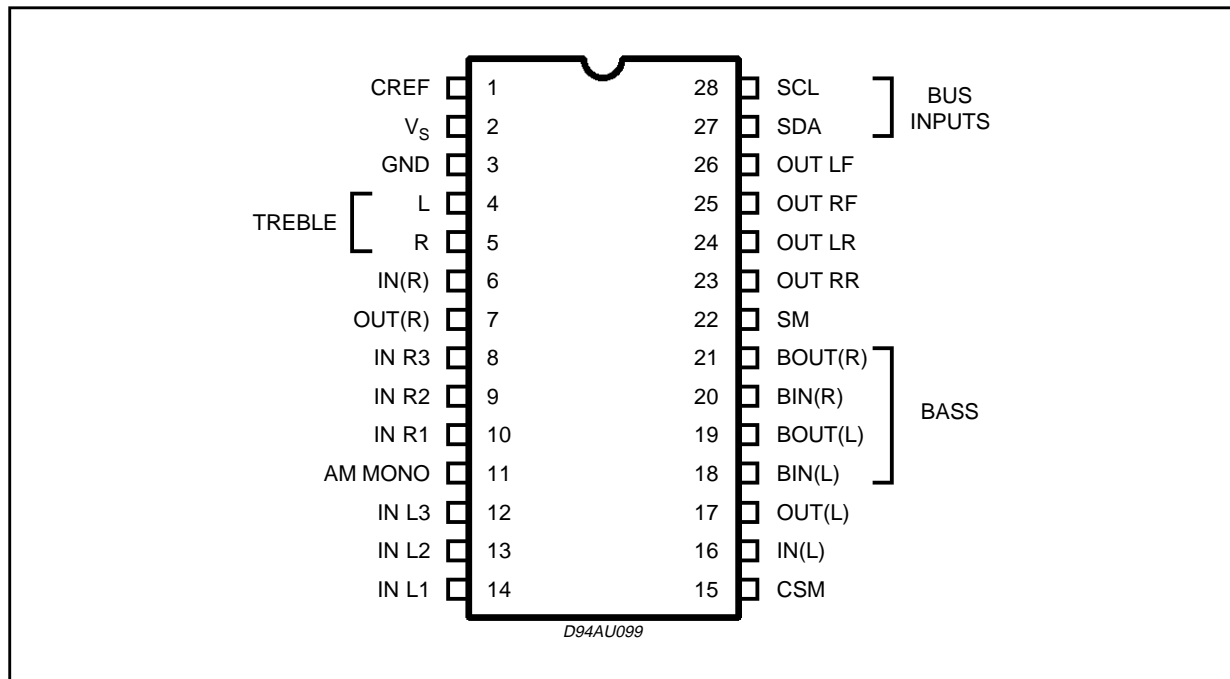 CREF 1 28 SCL
V_S 2 27 SDA
BUS
INPUTS
GND 3 26 OUT LF
TREBLE
L 4 25 OUT RF
R 5 24 OUT LR
IN(R) 6 23 OUT RR
OUT(R) 7 22 SM
IN R3 8 21 BOUT(R)
IN R2 9 20 BIN(R)
BASS
IN R1 10 19 BOUT(L)
AM MONO 11 18 BIN(L)
IN L3 12 17 OUT(L)
IN L2 13 16 IN(L)
IN L1 14 15 CSM
D94AU099